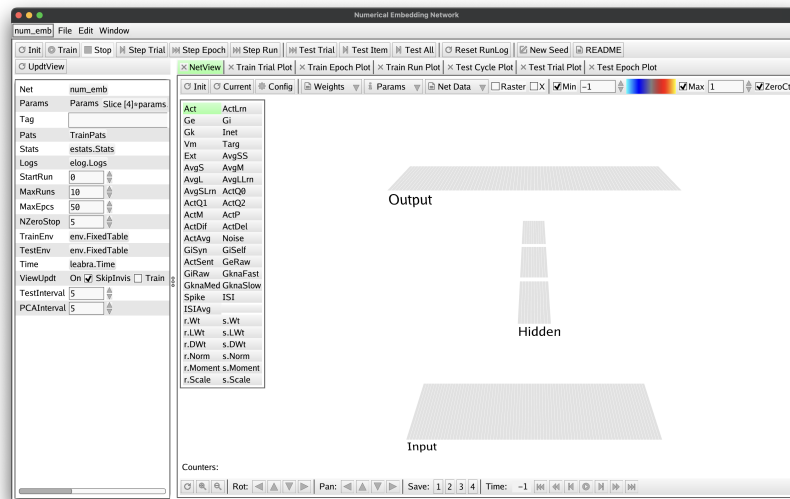 Numerical Embedding Network
num_emb File Edit Window
Init Train Stop Step Trial Step Epoch Step Run Test Trial Test Item Test All Reset RunLog New Seed README
UpdtView
NetView Train Trial Plot Train Epoch Plot Train Run Plot Test Cycle Plot Test Trial Plot Test Epoch Plot
Init Current Config Weights Params Net Data Raster X Min -1 Max 1 ZeroCt
Net num_emb
Params Params Slice [4]*params.
Tag
Pats TrainPats
Stats estats.Stats
Logs elog.Logs
StartRun 0
MaxRuns 10
MaxEpcs 50
NZeroStop 5
TrainEnv env.FixedTable
TestEnv env.FixedTable
Time leabra.Time
ViewUpdt On SkipInvis Train
TestInterval 5
PCAInterval 5
Act ActLrn
Ge Gi
Gk Inet
Vm Targ
Ext AvgSS
AvgS AvgM
AvgL AvgLLrn
AvgSLrn ActQ0
ActQ1 ActQ2
ActM ActP
ActDif ActDel
ActAvg Noise
GiSyn GiSelf
ActSent GeRaw
GiRaw GknaFast
GknaMed GknaSlow
Spike ISI
ISIAvg
r.Wt s.Wt
r.LWt s.LWt
r.DWt s.DWt
r.Norm s.Norm
r.Moment s.Moment
r.Scale s.Scale
Output
Hidden
Input
Counters:
Rot: Pan: Save: 1 2 3 4 Time: -1